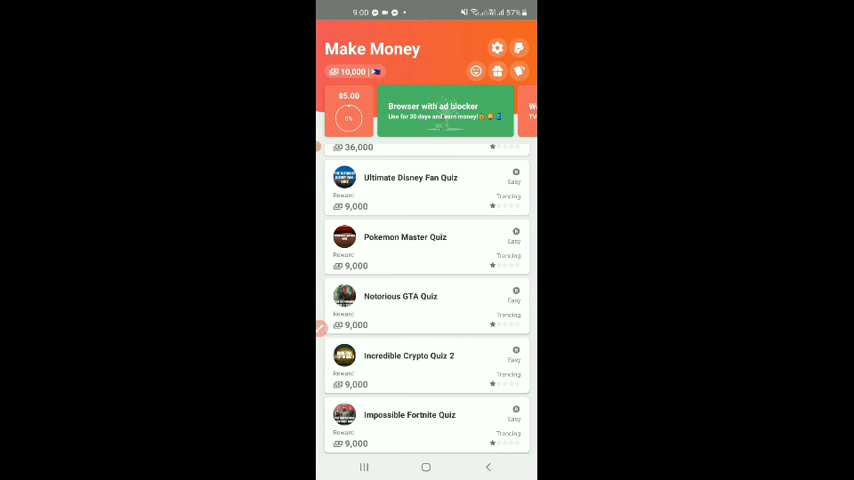 9:00 57%
Make Money
10,000
$5.00
0%
Browser with ad blocker
Use for 30 days and earn money!
36,000
Ultimate Disney Fan Quiz
Easy
Reward
Trending
9,000
Pokemon Master Quiz
Easy
Reward
Trending
9,000
Notorious GTA Quiz
Easy
Reward
Trending
9,000
Incredible Crypto Quiz 2
Easy
Reward
Trending
9,000
Impossible Fortnite Quiz
Easy
Reward
Trending
9,000